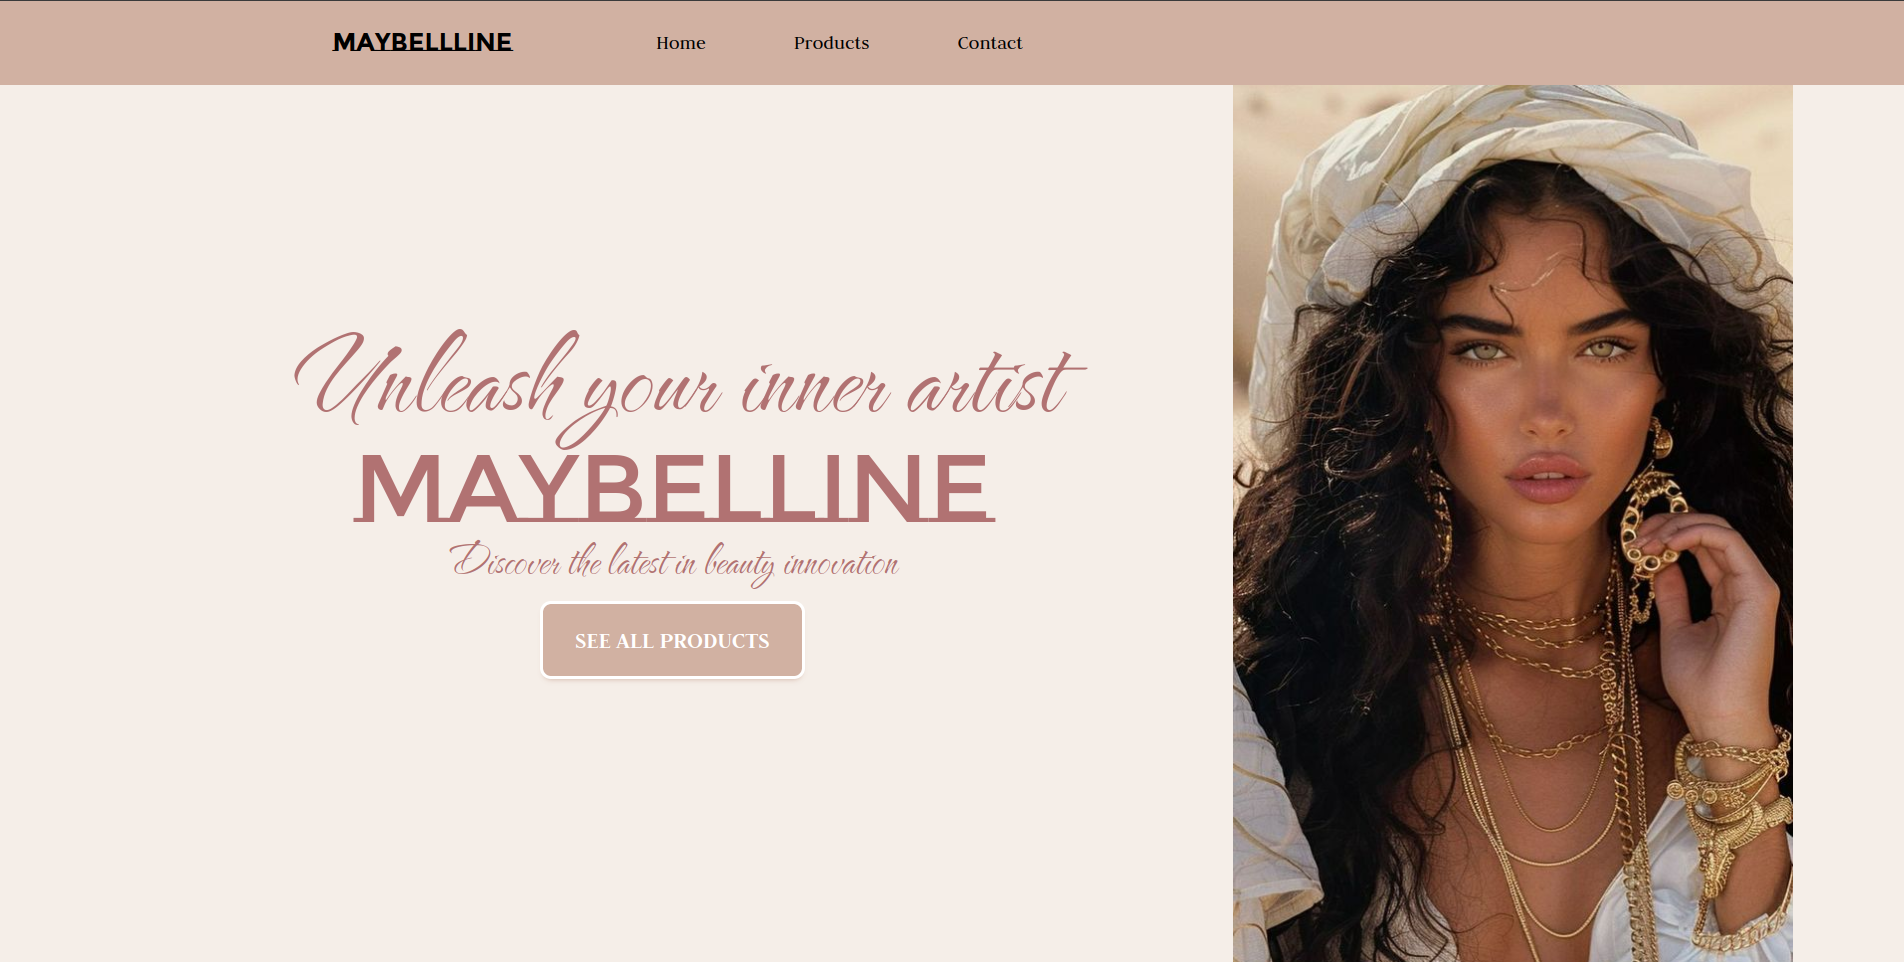 MAYBELLLINE
Home
Products
Contact
Unleash your inner artist
MAYBELLINE
Discover the latest in beauty innovation
SEE ALL PRODUCTS